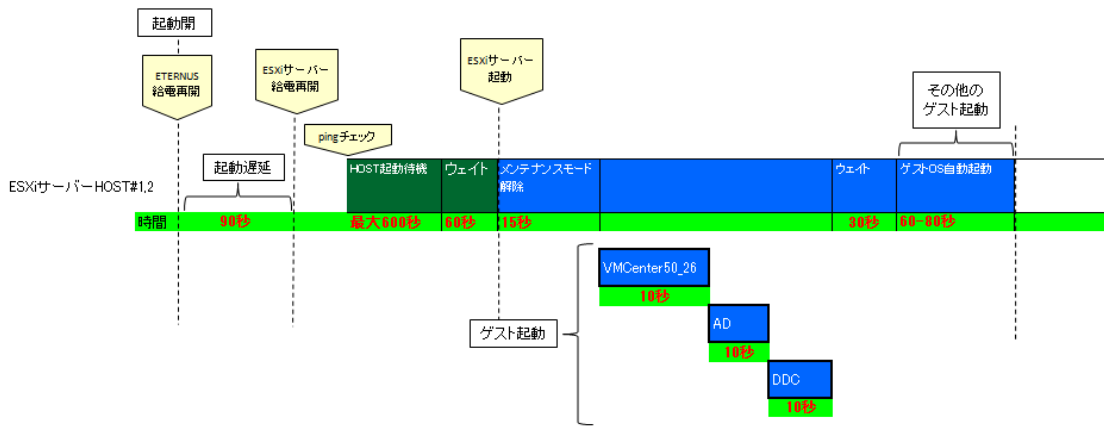 起動開
ETERNUS
給電再開
ESXiサーバー
給電再開
ESXiサーバー
起動
pingチェック
その他の
ゲスト起動
起動遅延
HOST起動待機
ウェイト
メンテナンスモード
解除
ウェイト
ゲストOS自動起動
ESXiサーバーHOST#1,2
時間
90秒
最大600秒
60秒
15秒
30秒
60-80秒
VMCenter50_26
10秒
ゲスト起動
AD
10秒
DDC
10秒